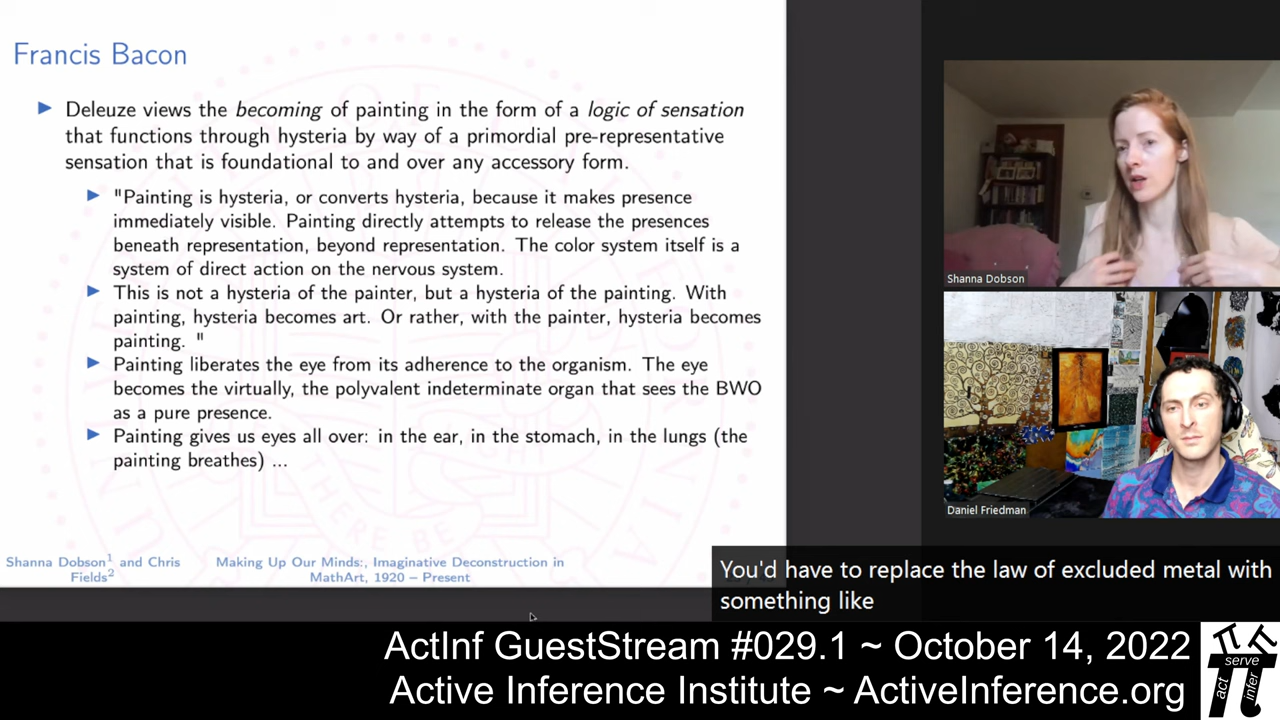 Francis Bacon
Deleuze views the becoming of painting in the form of a logic of sensation
that functions through hysteria by way of a primordial pre-representative
sensation that is foundational to and over any accessory form.
"Painting is hysteria, or converts hysteria, because it makes presence
immediately visible. Painting directly attempts to release the presences
beneath representation, beyond representation. The color system itself is a
system of direct action on the nervous system.
This is not a hysteria of the painter, but a hysteria of the painting. With
painting, hysteria becomes art. Or rather, with the painter, hysteria becomes
painting. "
Painting liberates the eye from its adherence to the organism. The eye
becomes the virtually, the polyvalent indeterminate organ that sees the BWO
as a pure presence.
Painting gives us eyes all over: in the ear, in the stomach, in the lungs (the
painting breathes) ...
Shanna Dobson1 and Chris
Fields2
Making Up Our Minds:, Imaginative Deconstruction in
MathArt, 1920 – Present
Shanna Dobson
Daniel Friedman
You'd have to replace the law of excluded metal with
something like
ActInf GuestStream #029.1 ~ October 14, 2022
Active Inference Institute ~ ActiveInference.org
serve
act
infer